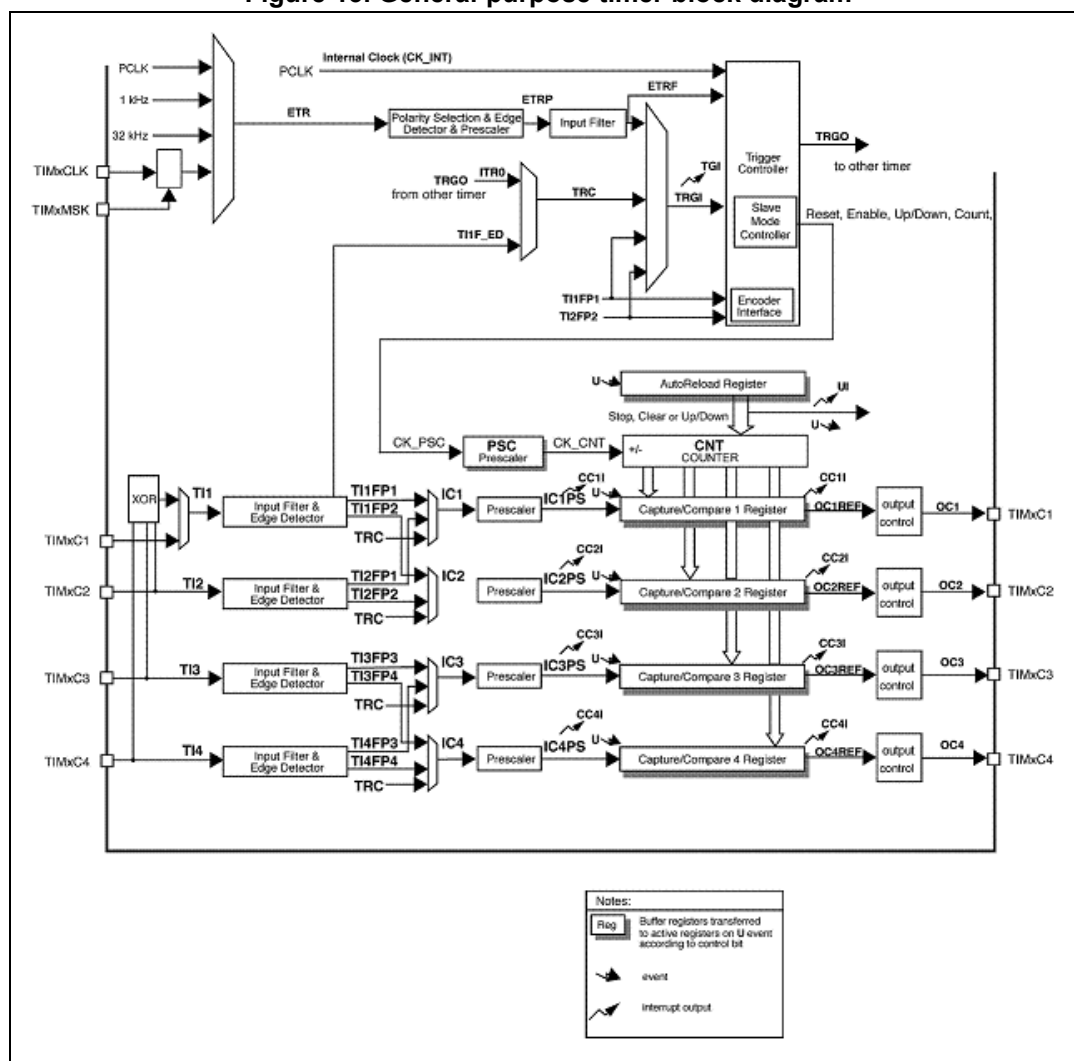 Figure 18. General-purpose timer block diagram
Internal Clock (CK_INT)
PCLK
PCLK
1 kHz
32 kHz
TIMxCLK
TIMxMSK
ETR
Polarity Selection & Edge
Detector & Prescaler
ETRP
Input Filter
ETRF
TRGO
from other timer
ITR0
TI1F_ED
TRC
TGI
TRGI
Trigger
Controller
TRGO
to other timer
Slave
Mode
Controller
Reset, Enable, Up/Down, Count,
TI1FP1
TI2FP2
Encoder
Interface
U
AutoReload Register
UI
U
Stop, Clear or Up/Down
CK_PSC
PSC
Prescaler
CK_CNT
+/-
CNT
COUNTER
XOR
TI1
Input Filter &
Edge Detector
TI1FP1
TI1FP2
TRC
IC1
Prescaler
CC1I
IC1PS
U
Capture/Compare 1 Register
CC1I
OC1REF
output
control
OC1
TIMxC1
TIMxC1
TIMxC2
TI2
Input Filter &
Edge Detector
TI2FP1
TI2FP2
TRC
IC2
Prescaler
CC2I
IC2PS
U
Capture/Compare 2 Register
CC2I
OC2REF
output
control
OC2
TIMxC2
TIMxC3
TI3
Input Filter &
Edge Detector
TI3FP3
TI3FP4
TRC
IC3
Prescaler
CC3I
IC3PS
U
Capture/Compare 3 Register
CC3I
OC3REF
output
control
OC3
TIMxC3
TIMxC4
TI4
Input Filter &
Edge Detector
TI4FP3
TI4FP4
TRC
IC4
Prescaler
CC4I
IC4PS
U
Capture/Compare 4 Register
CC4I
OC4REF
output
control
OC4
TIMxC4
Notes:
Reg
Buffer registers transferred
to active registers on U event
according to control bit
event
interrupt output